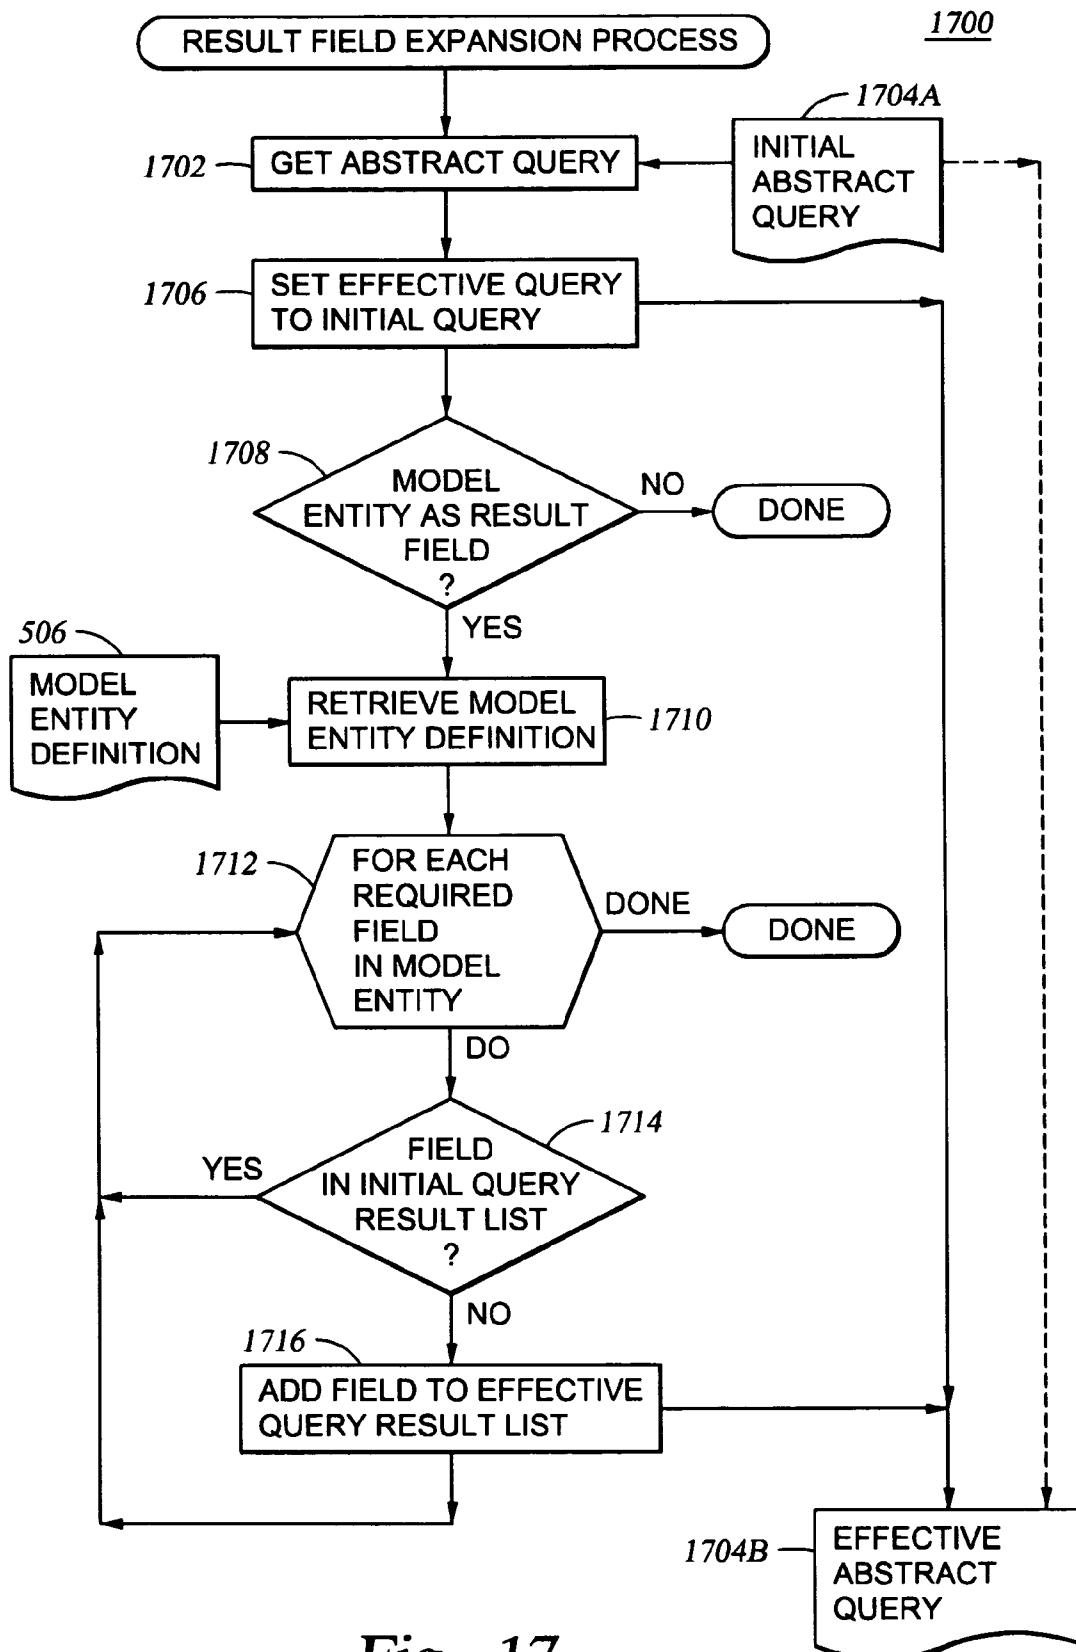 RESULT FIELD EXPANSION PROCESS
1700
1704A
1702
GET ABSTRACT QUERY
INITIAL
ABSTRACT
QUERY
1706
SET EFFECTIVE QUERY
TO INITIAL QUERY
1708
MODEL
ENTITY AS RESULT
FIELD
?
NO
DONE
YES
506
MODEL
ENTITY
DEFINITION
RETRIEVE MODEL
ENTITY DEFINITION
1710
1712
FOR EACH
REQUIRED
FIELD
IN MODEL
ENTITY
DONE
DONE
DO
1714
FIELD
IN INITIAL QUERY
RESULT LIST
?
YES
NO
1716
ADD FIELD TO EFFECTIVE
QUERY RESULT LIST
1704B
EFFECTIVE
ABSTRACT
QUERY
Fig. 17